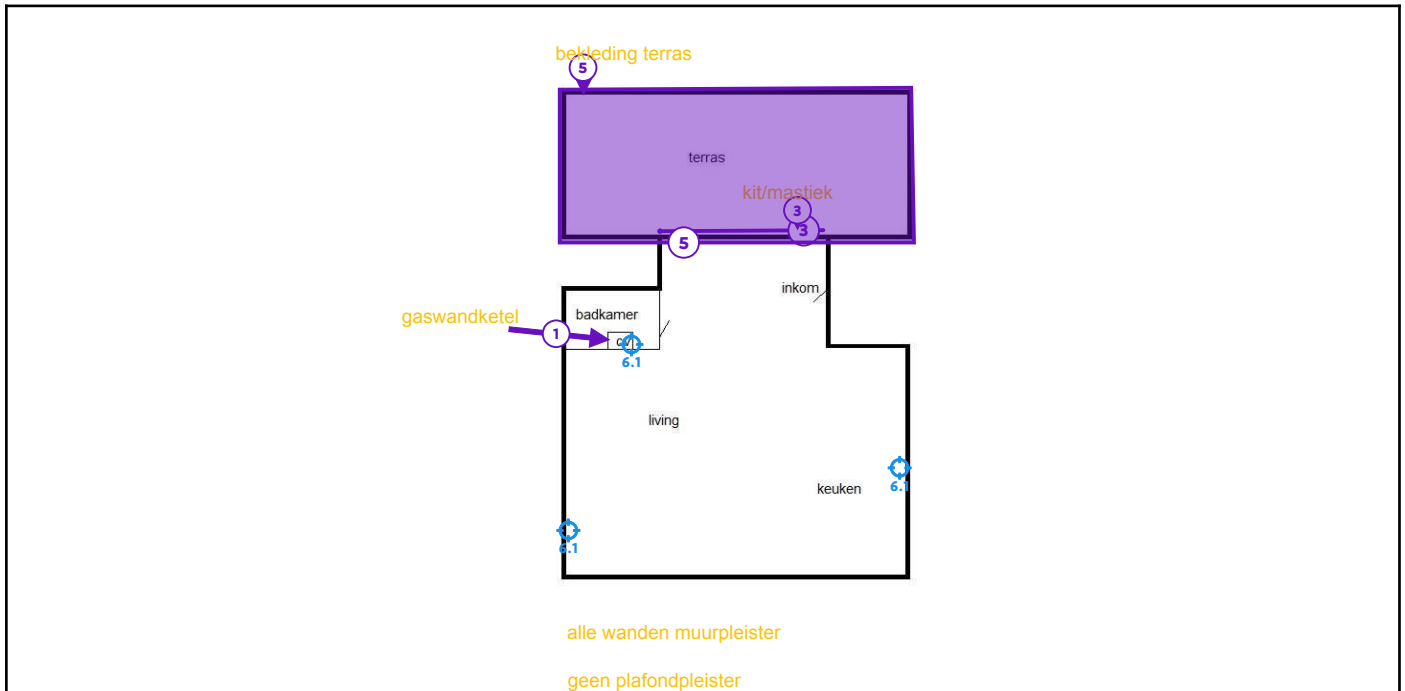 bekleding terras
5
terras
kit/mastiek
3
3
5
inkom
badkamer
gaswandketel
1
cv
6.1
living
6.1
keuken
6.1
alle wanden muurpleister
geen plafondpleister